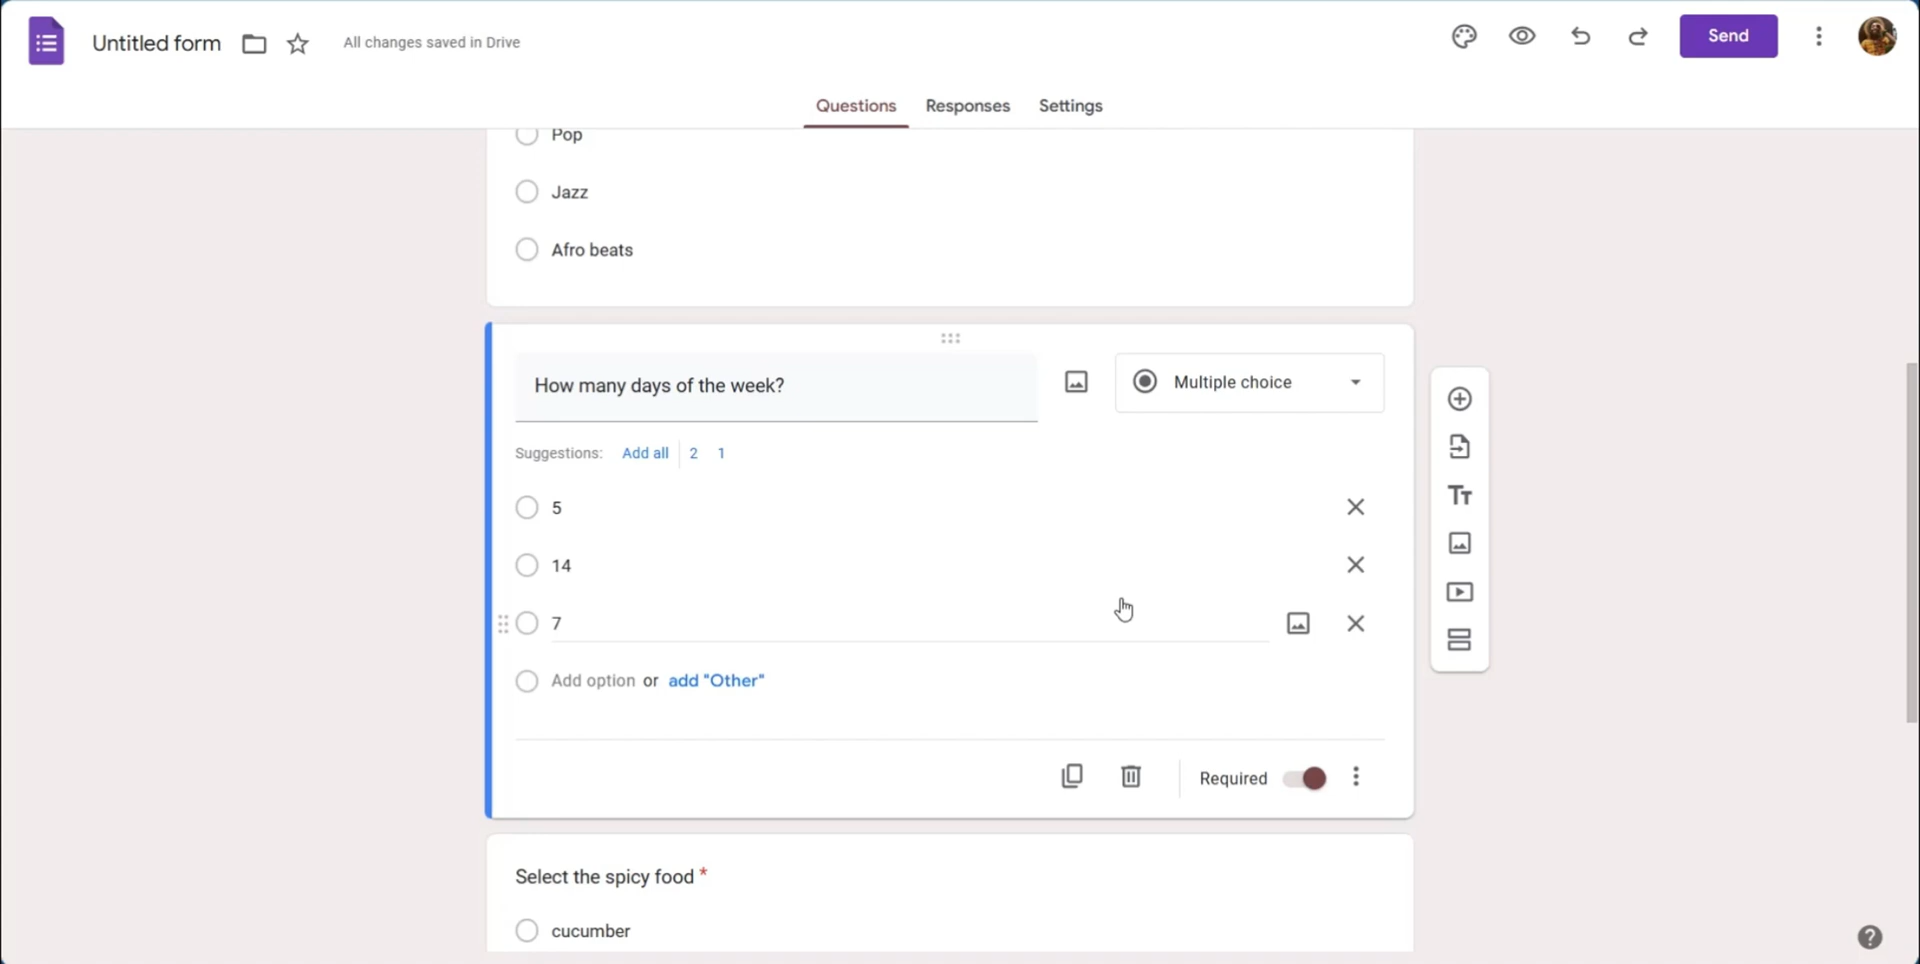 Untitled form
All changes saved in Drive
Send
Questions Responses Settings
Pop
Jazz
Afro beats
How many days of the week?
Multiple choice
Suggestions: Add all 2 1
5
14
7
Add option or add "Other"
Required
Select the spicy food *
cucumber